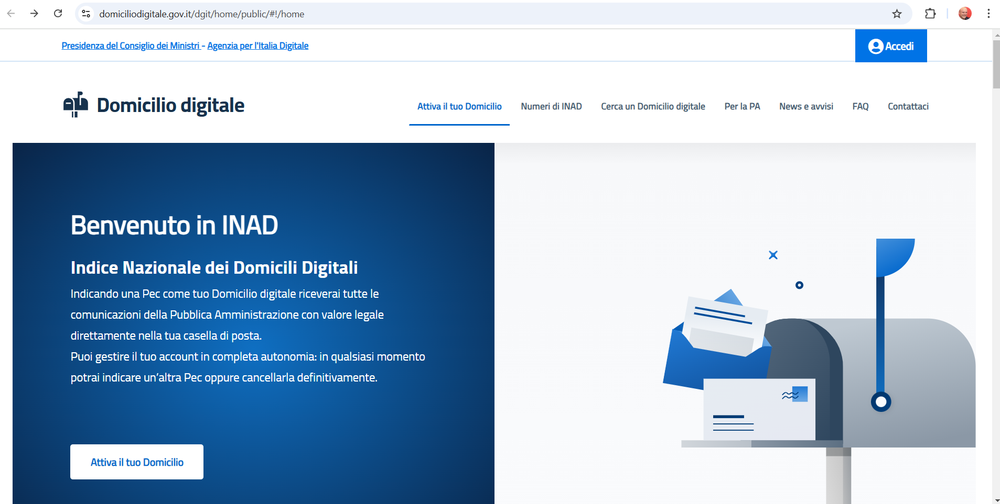 domiciliodigitale.gov.it/dgit/home/public/#!/home
Presidenza del Consiglio dei Ministri - Agenzia per l'Italia Digitale
Accedi
Domicilio digitale
Attiva il tuo Domicilio
Numeri di INAD
Cerca un Domicilio digitale
Per la PA
News e avvisi
FAQ
Contattaci
Benvenuto in INAD
Indice Nazionale dei Domicili Digitali
Indicando una Pec come tuo Domicilio digitale riceverai tutte le
comunicazioni della Pubblica Amministrazione con valore legale
direttamente nella tua casella di posta.
Puoi gestire il tuo account in completa autonomia: in qualsiasi momento
potrai indicare un’altra Pec oppure cancellarla definitivamente.
Attiva il tuo Domicilio